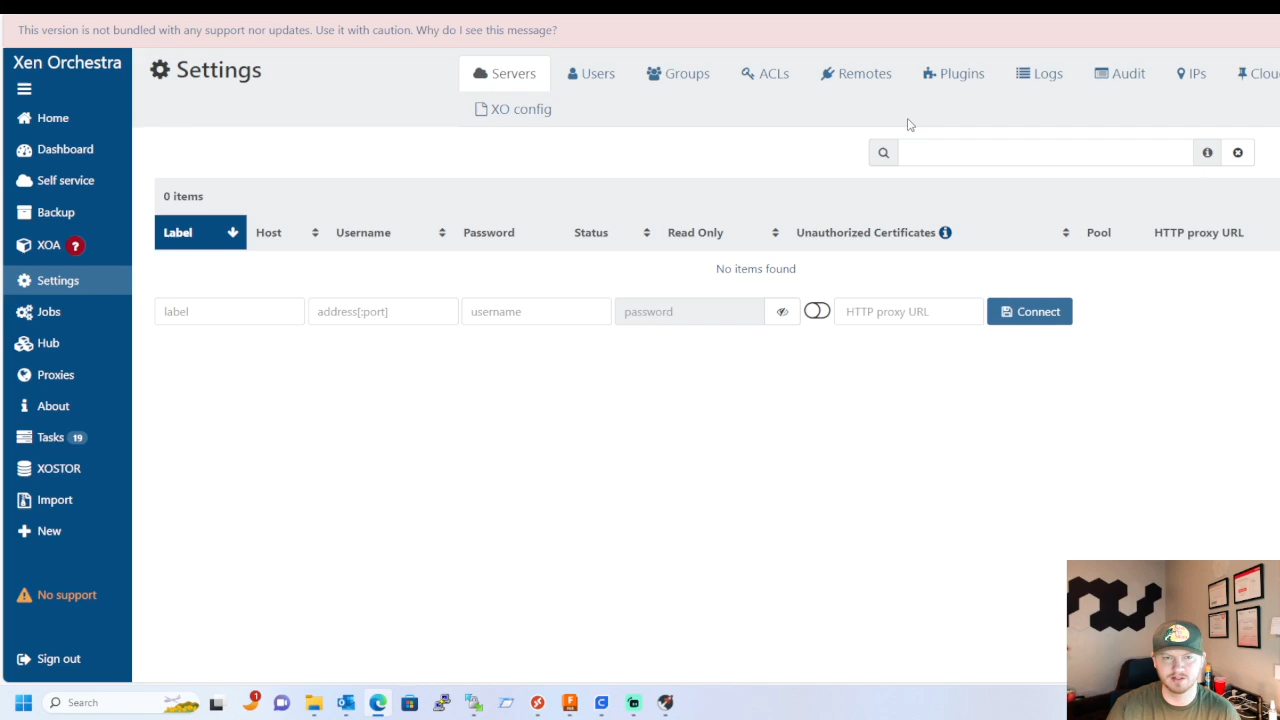 This version is not bundled with any support nor updates. Use it with caution. Why do I see this message?
Xen Orchestra
Settings
Servers
Users
Groups
ACLs
Remotes
Plugins
Logs
Audit
IPs
Clou
XO config
Home
Dashboard
Self service
Backup
XOA ?
Settings
Jobs
Hub
Proxies
About
Tasks 19
XOSTOR
Import
New
No support
Sign out
0 items
Label Host Username Password Status Read Only Unauthorized Certificates Pool HTTP proxy URL
No items found
label address[:port] username password HTTP proxy URL Connect
Search
1